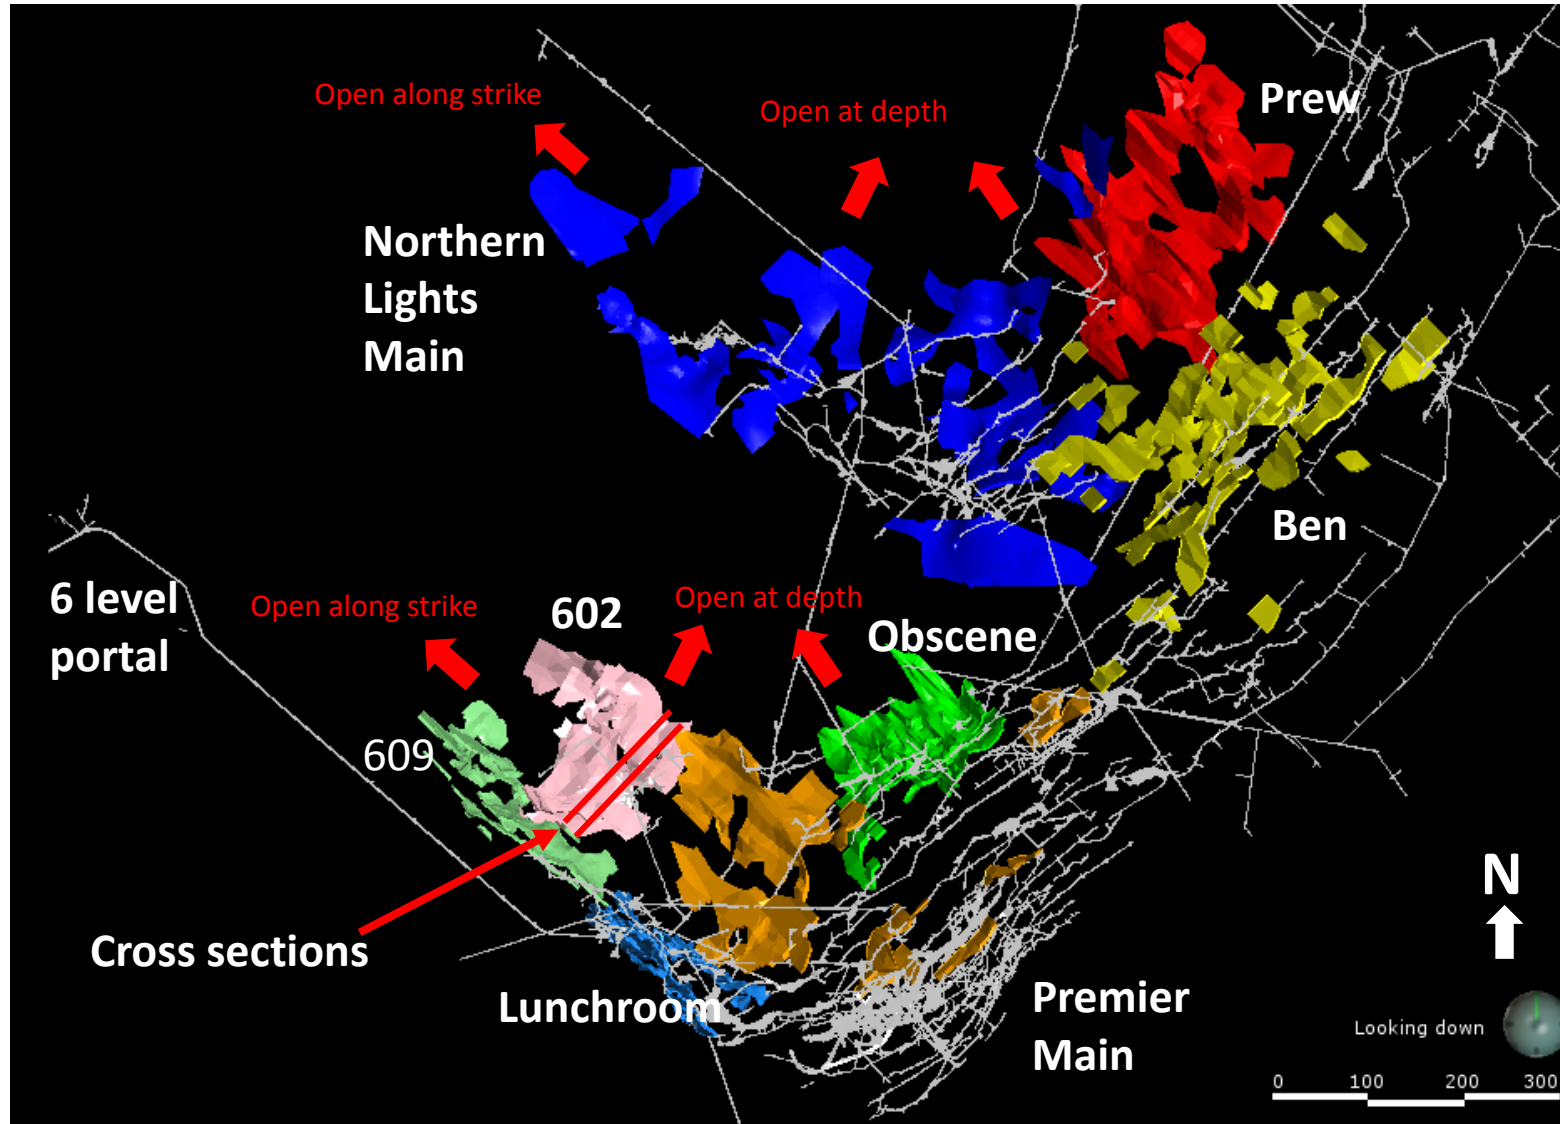 Open along strike
Open at depth
Prew
Northern
Lights
Main
Ben
6 level
portal
Open along strike
602
Open at depth
Obscene
609
N
Cross sections
Lunchroom
Premier
Main
Looking down
0 100 200 300